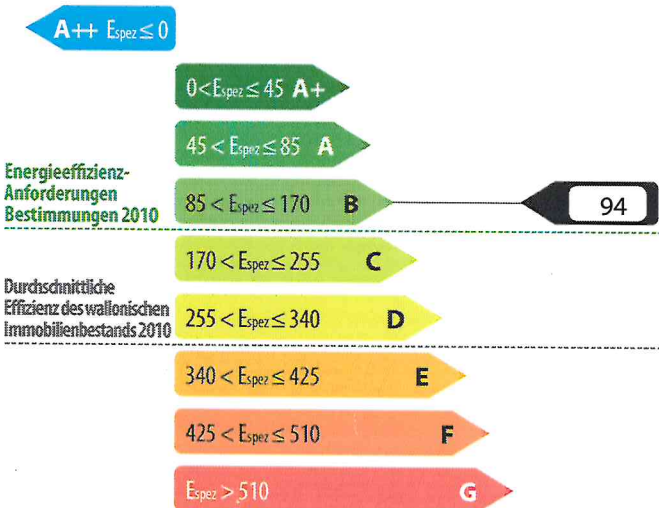 A++ Espez ≤ 0
0 < Espez ≤ 45 A+
45 < Espez ≤ 85 A
Energieeffizienz-
Anforderungen
Bestimmungen 2010
85 < Espez ≤ 170 B
94
170 < Espez ≤ 255 C
Durchschnittliche
Effizienz des wallonischen
Immobilienbestands 2010
255 < Espez ≤ 340 D
340 < Espez ≤ 425 E
425 < Espez ≤ 510 F
Espez > 510 G